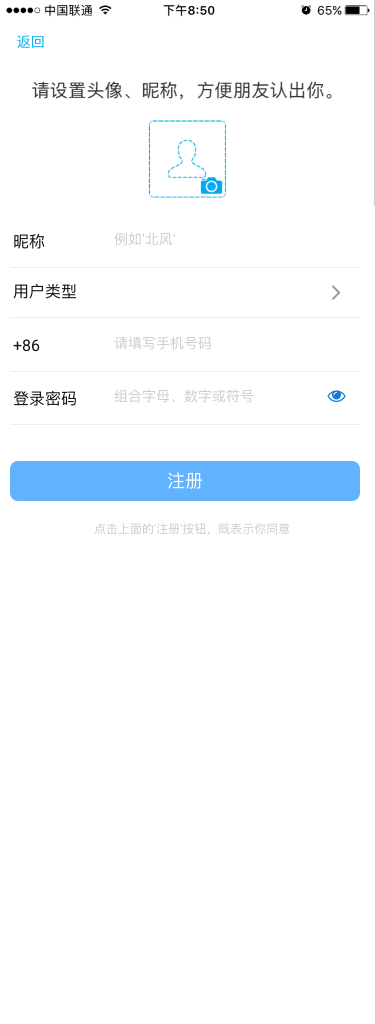 中国联通 下午8:50 65%
返回
请设置头像、昵称，方便朋友认出你。
昵称 例如'北风'
用户类型
+86 请填写手机号码
登录密码 组合字母、数字或符号
注册
点击上面的'注册'按钮，既表示你同意